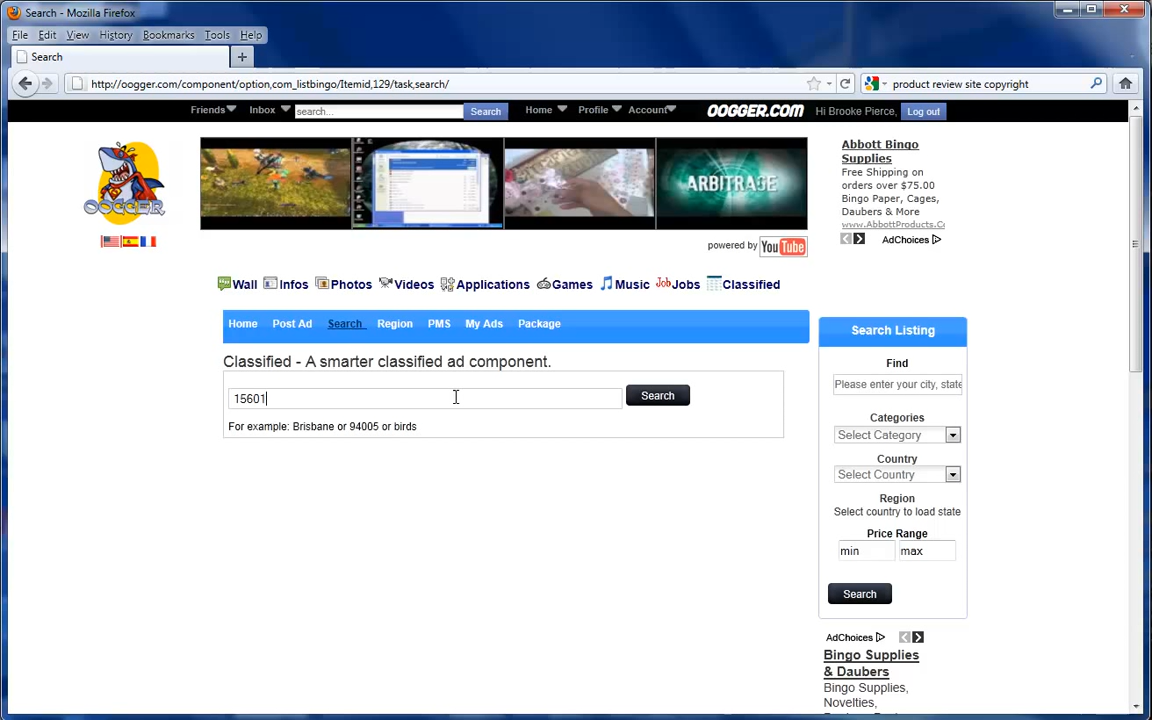 Search - Mozilla Firefox
File Edit View History Bookmarks Tools Help
Search
http://oogger.com/component/option,com_listbingo/Itemid,129/task,search/
product review site copyright
Friends Inbox search... Search Home Profile Account OOGGER.COM Hi Brooke Pierce, Log out
OOGGER
ARBITRAGE
powered by YouTube
Abbott Bingo
Supplies
Free Shipping on
orders over $75.00
Bingo Paper, Cages,
Daubers & More
www.AbbottProducts.Cc
AdChoices
Wall Infos Photos Videos Applications Games Music Job Jobs Classified
Home Post Ad Search Region PMS My Ads Package
Classified - A smarter classified ad component.
15601 Search
For example: Brisbane or 94005 or birds
Search Listing
Find
Please enter your city, state
Categories
Select Category
Country
Select Country
Region
Select country to load state
Price Range
min max
Search
AdChoices
Bingo Supplies
& Daubers
Bingo Supplies,
Novelties,